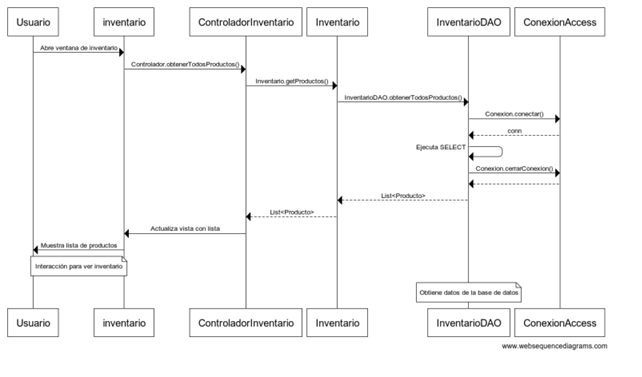 Usuario
inventario
ControladorInventario
Inventario
InventarioDAO
ConexionAccess
Abre ventana de inventario
Controlador.obtenerTodosProductos()
Inventario.getProductos()
InventarioDAO.obtenerTodosProductos()
Conexion.conectar()
conn
Ejecuta SELECT
Conexion.cerrarConexion()
List<Producto>
List<Producto>
Actualiza vista con lista
Muestra lista de productos
Interacción para ver inventario
Obtiene datos de la base de datos
Usuario
inventario
ControladorInventario
Inventario
InventarioDAO
ConexionAccess
www.websequencediagrams.com